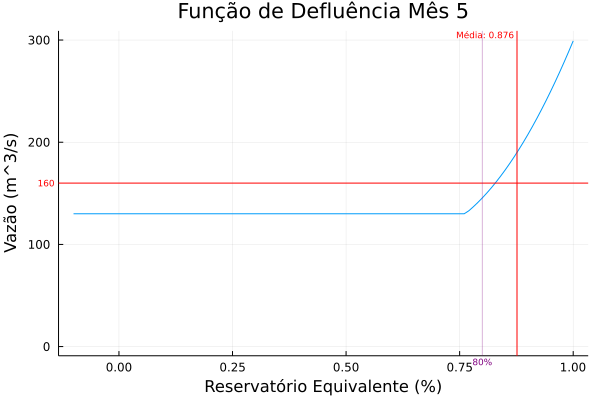 Função de Defluência Mês 5
Média: 0.876
300
200
160
100
0
Vazão (m^3/s)
0.00
0.25
0.50
0.75
80%
1.00
Reservatório Equivalente (%)